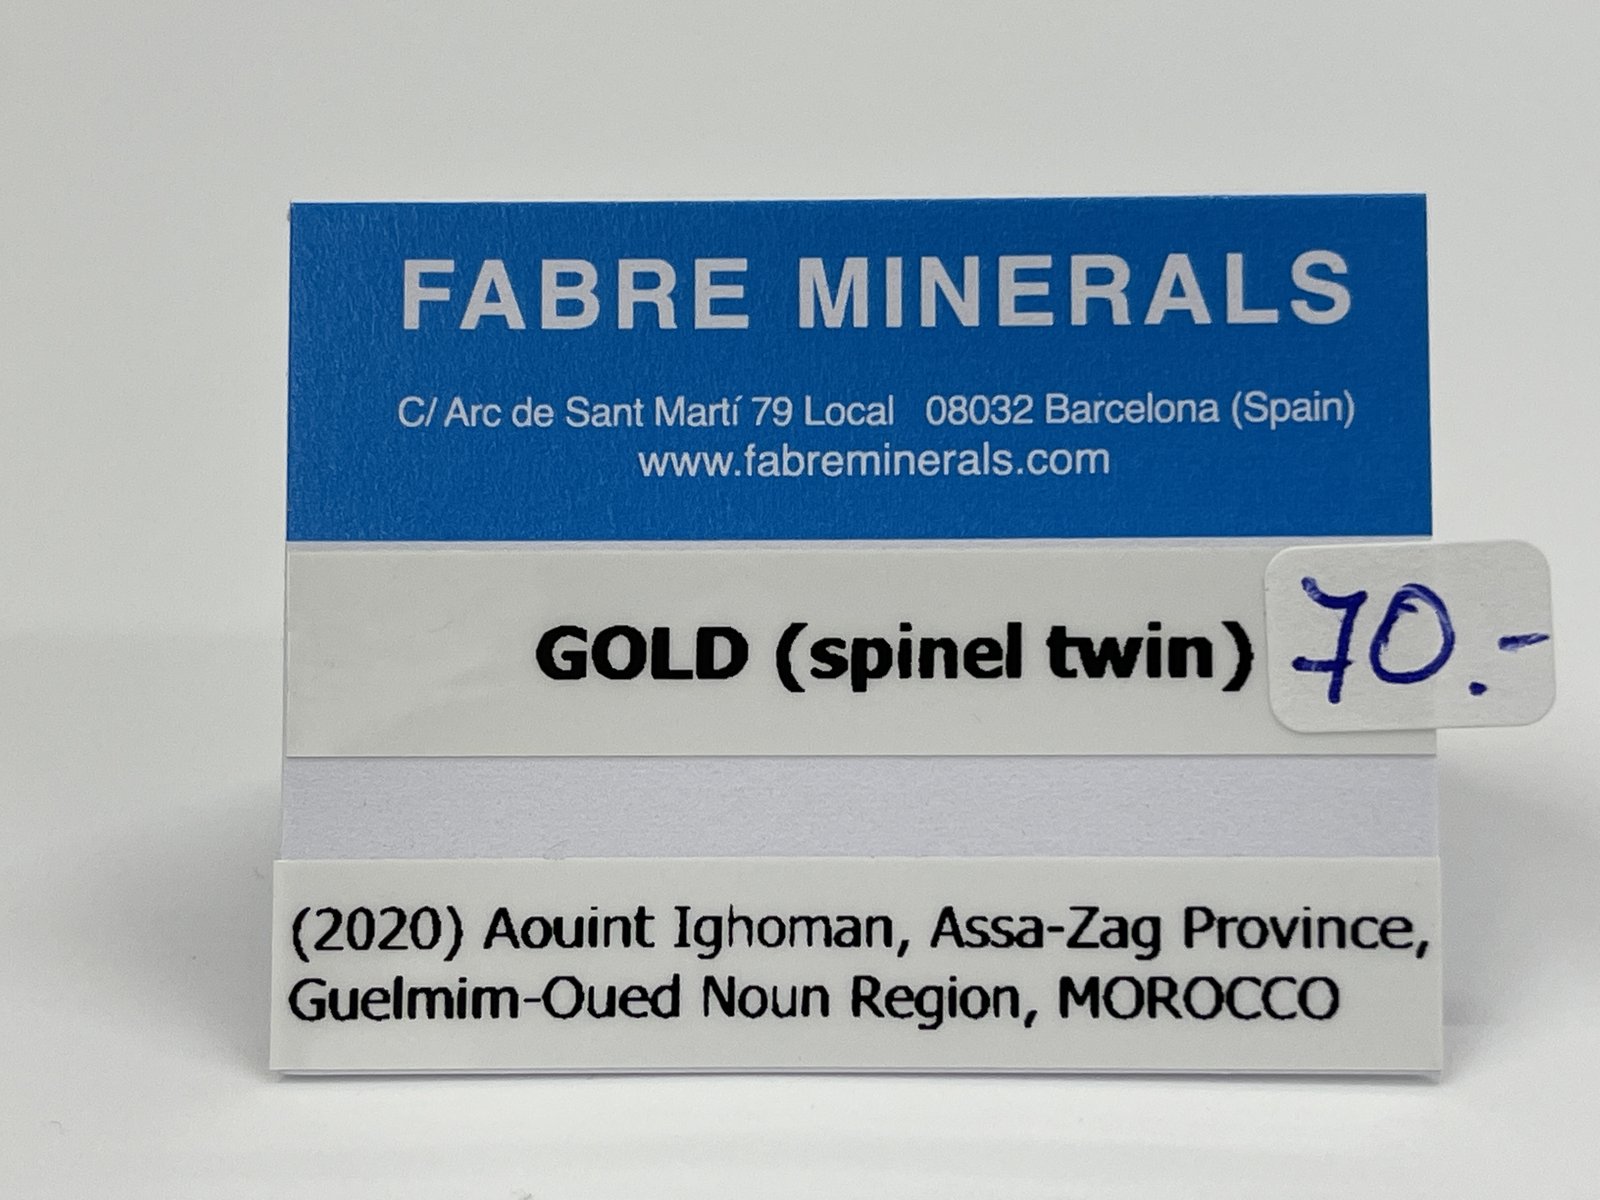 FABRE MINERALS
C/ Arc de Sant Martí 79 Local 08032 Barcelona (Spain)
www.fabreminerals.com
GOLD (spinel twin)
70.-
(2020) Aouint Ighoman, Assa-Zag Province,
Guelmim-Oued Noun Region, MOROCCO